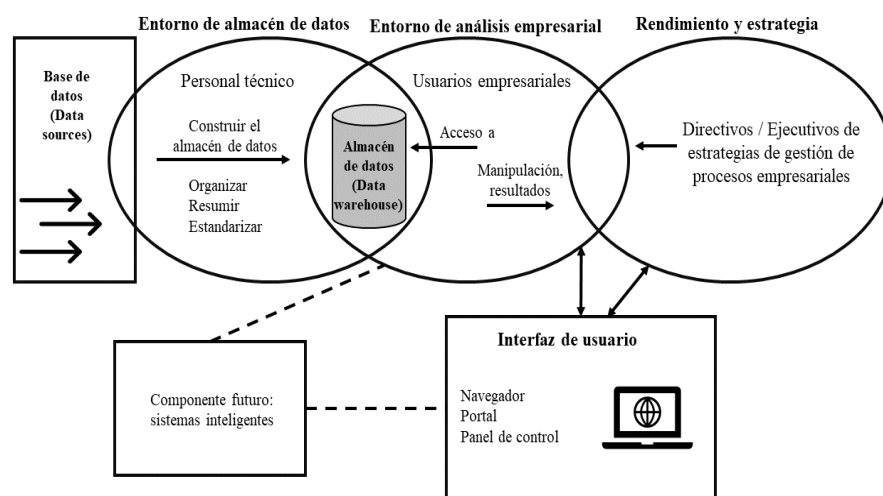 Entorno de almacén de datos
Entorno de análisis empresarial
Rendimiento y estrategia
Base de
datos
(Data
sources)
Personal técnico
Construir el
almacén de datos
Organizar
Resumir
Estandarizar
Almacén
de datos
(Data
warehouse)
Usuarios empresariales
Acceso a
Manipulación,
resultados
Directivos / Ejecutivos de
estrategias de gestión de
procesos empresariales
Componente futuro:
sistemas inteligentes
Interfaz de usuario
Navegador
Portal
Panel de control